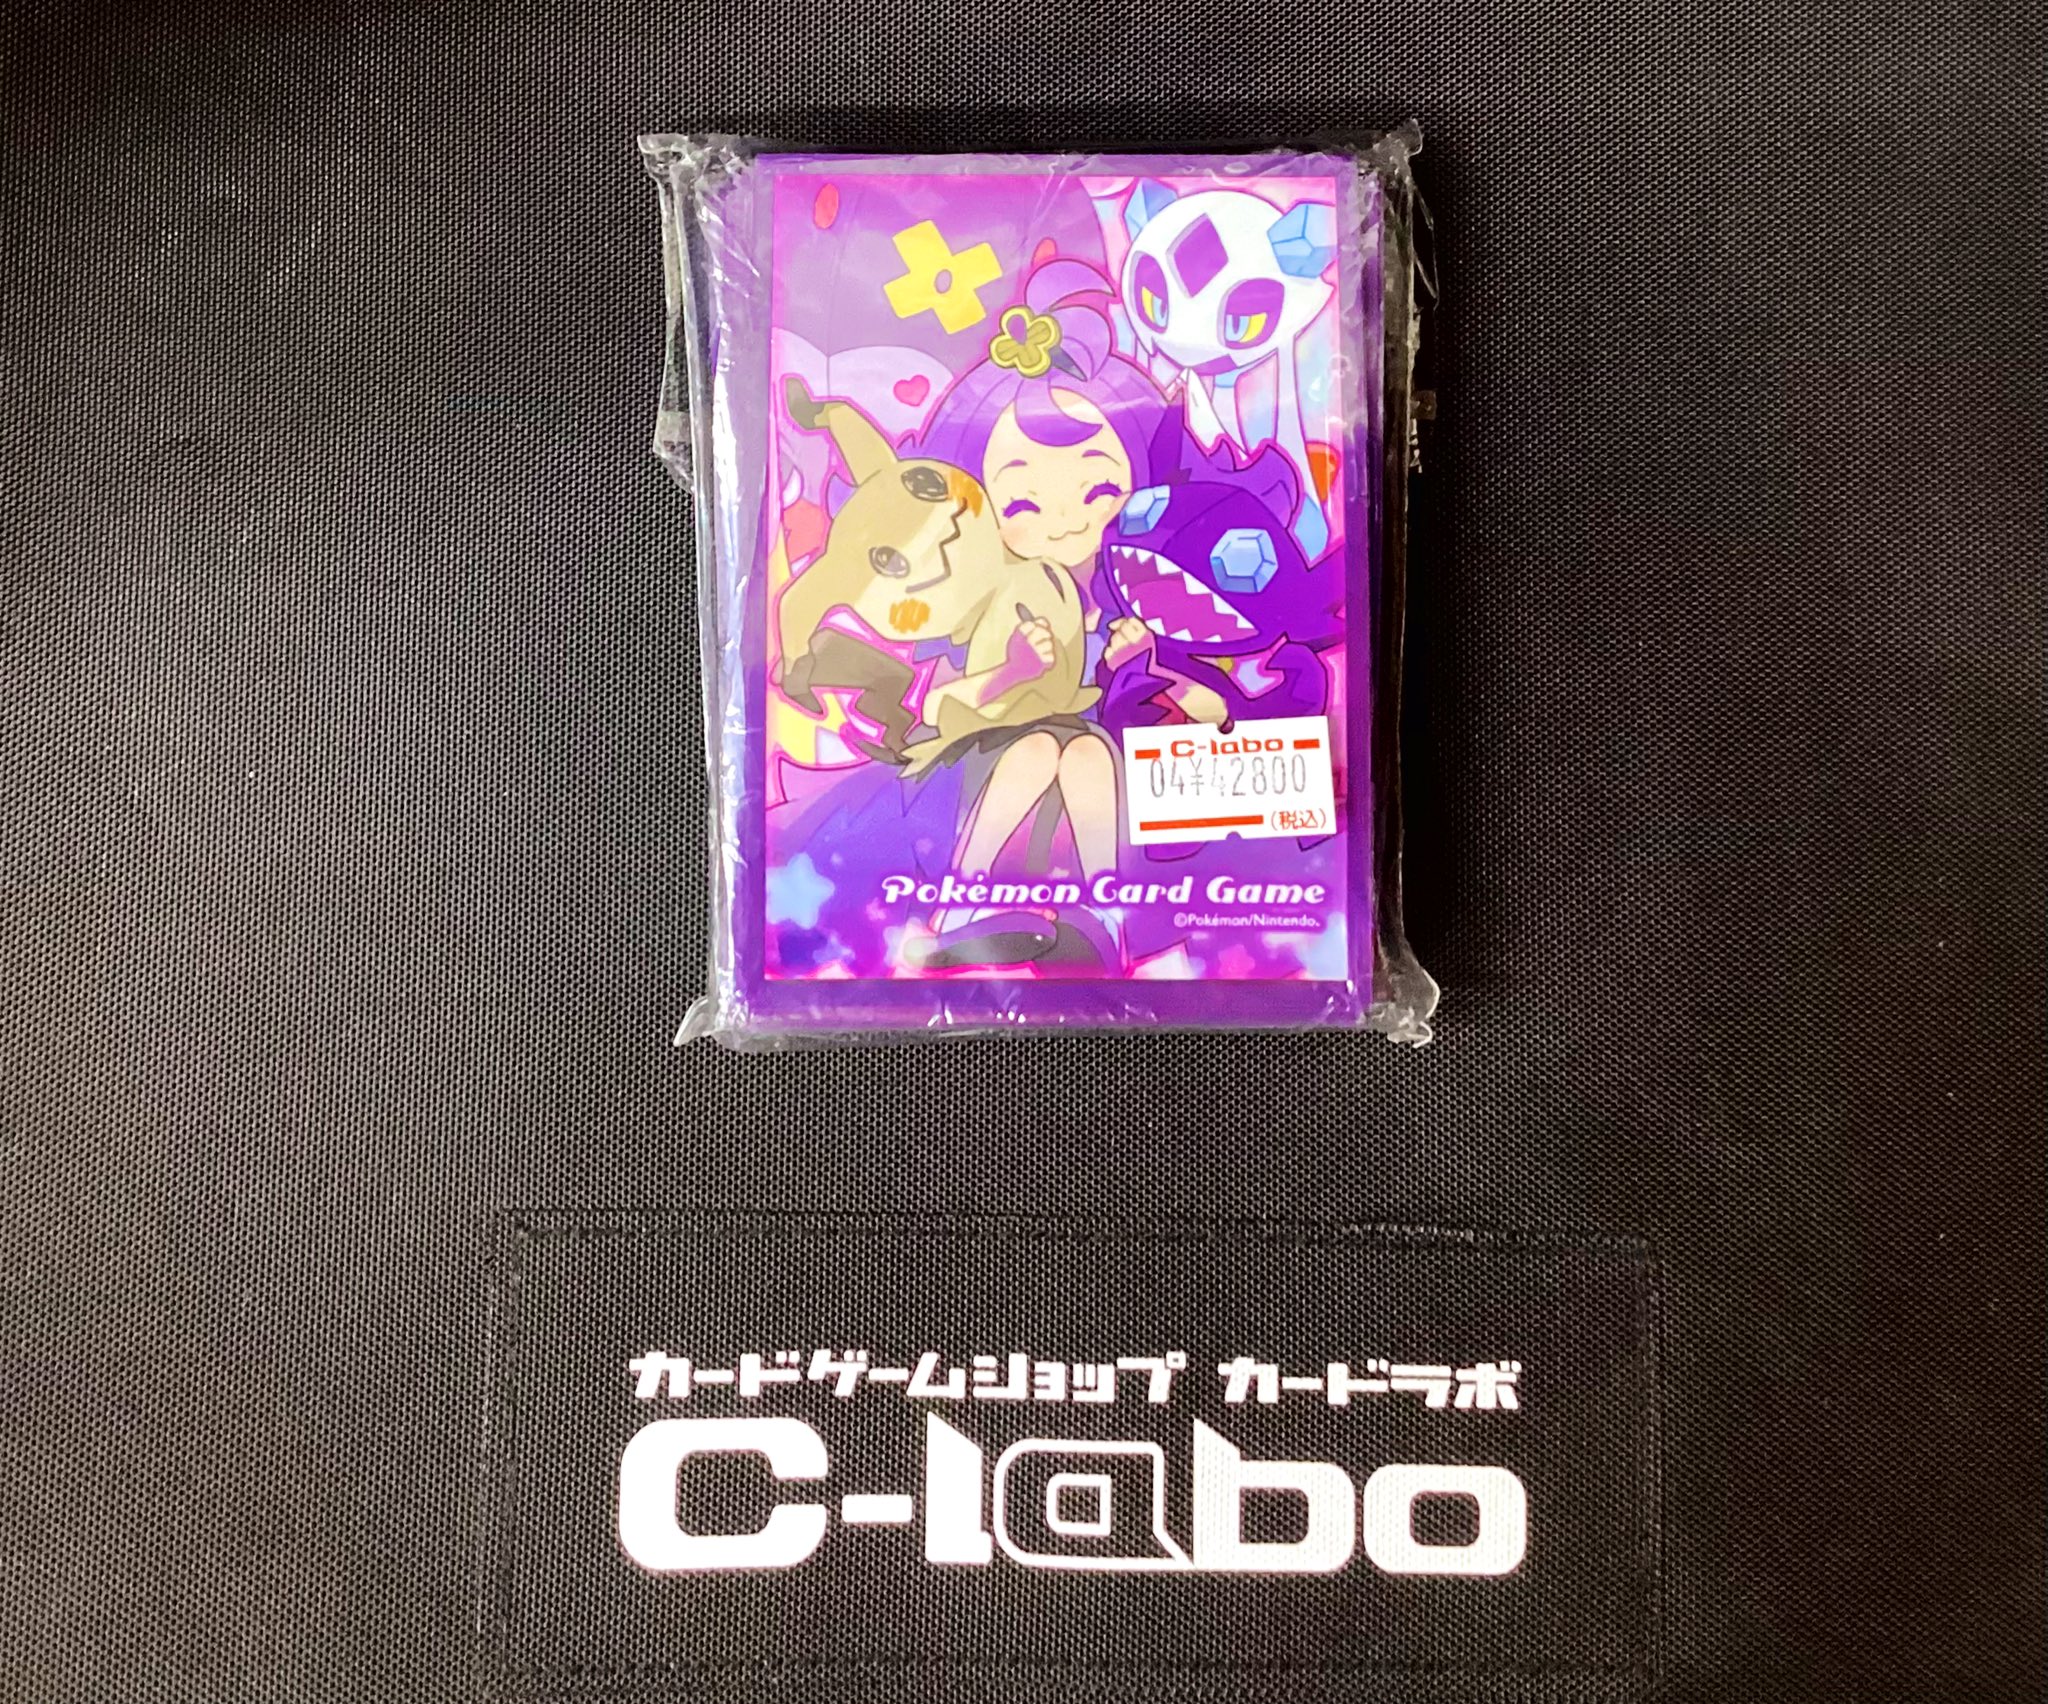 C-labo
04¥42800
(税込)
Pokémon Card Game
©Pokémon/Nintendo.
カードゲームショップ カードラボ
C-labo